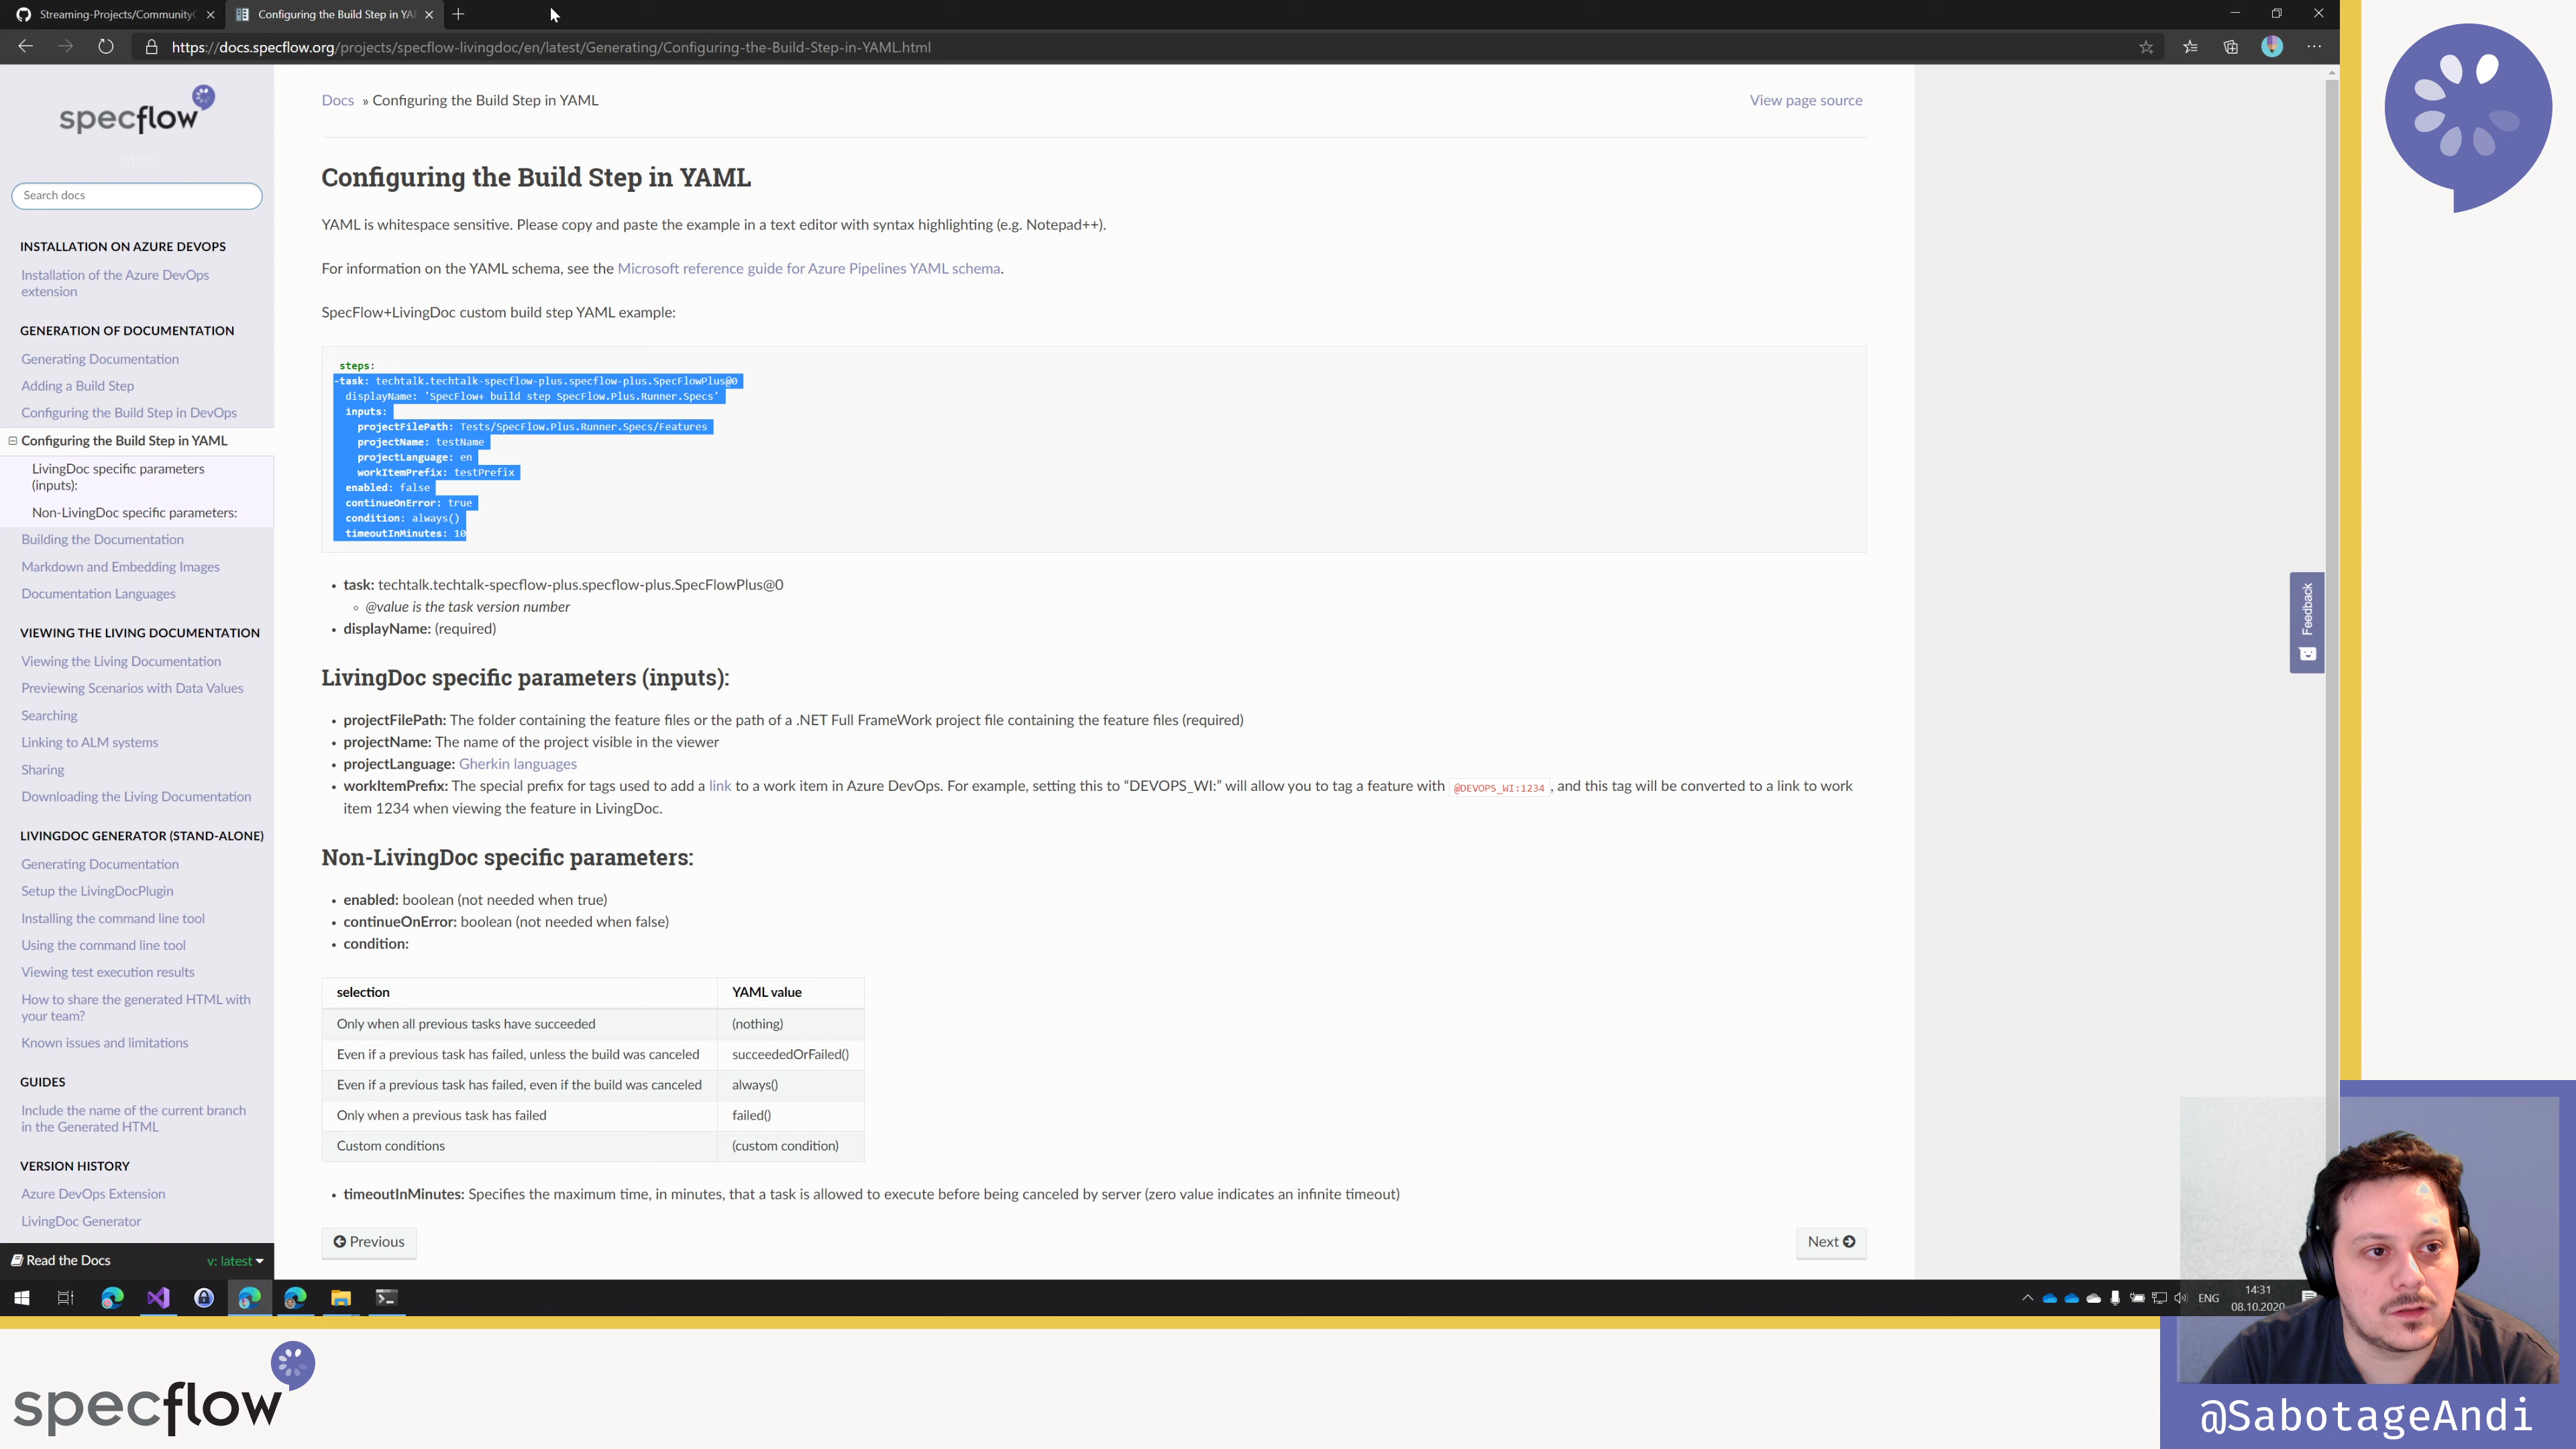 Streaming-Projects/Community
Configuring the Build Step in YA
https://docs.specflow.org/projects/specflow-livingdoc/en/latest/Generating/Configuring-the-Build-Step-in-YAML.html
specflow
latest
Search docs
INSTALLATION ON AZURE DEVOPS
Installation of the Azure DevOps
extension
GENERATION OF DOCUMENTATION
Generating Documentation
Adding a Build Step
Configuring the Build Step in DevOps
Configuring the Build Step in YAML
LivingDoc specific parameters
(inputs):
Non-LivingDoc specific parameters:
Building the Documentation
Markdown and Embedding Images
Documentation Languages
VIEWING THE LIVING DOCUMENTATION
Viewing the Living Documentation
Previewing Scenarios with Data Values
Searching
Linking to ALM systems
Sharing
Downloading the Living Documentation
LIVINGDOC GENERATOR (STAND-ALONE)
Generating Documentation
Setup the LivingDocPlugin
Installing the command line tool
Using the command line tool
Viewing test execution results
How to share the generated HTML with
your team?
Known issues and limitations
GUIDES
Include the name of the current branch
in the Generated HTML
VERSION HISTORY
Azure DevOps Extension
LivingDoc Generator
Read the Docs
v: latest
Docs » Configuring the Build Step in YAML
View page source
Configuring the Build Step in YAML
YAML is whitespace sensitive. Please copy and paste the example in a text editor with syntax highlighting (e.g. Notepad++).
For information on the YAML schema, see the Microsoft reference guide for Azure Pipelines YAML schema.
SpecFlow+LivingDoc custom build step YAML example:
steps:
-task: techtalk.techtalk-specflow-plus.specflow-plus.SpecFlowPlus@0
displayName: 'SpecFlow+ build step SpecFlow.Plus.Runner.Specs'
inputs:
projectFilePath: Tests/SpecFlow.Plus.Runner.Specs/Features
projectName: testName
projectLanguage: en
workItemPrefix: testPrefix
enabled: false
continueOnError: true
condition: always()
timeoutInMinutes: 10
• task: techtalk.techtalk-specflow-plus.specflow-plus.SpecFlowPlus@0
◦ @value is the task version number
• displayName: (required)
LivingDoc specific parameters (inputs):
• projectFilePath: The folder containing the feature files or the path of a .NET Full FrameWork project file containing the feature files (required)
• projectName: The name of the project visible in the viewer
• projectLanguage: Gherkin languages
• workItemPrefix: The special prefix for tags used to add a link to a work item in Azure DevOps. For example, setting this to “DEVOPS_WI:” will allow you to tag a feature with @DEVOPS_WI:1234 , and this tag will be converted to a link to work
item 1234 when viewing the feature in LivingDoc.
Non-LivingDoc specific parameters:
• enabled: boolean (not needed when true)
• continueOnError: boolean (not needed when false)
• condition:
selection YAML value
Only when all previous tasks have succeeded (nothing)
Even if a previous task has failed, unless the build was canceled succeededOrFailed()
Even if a previous task has failed, even if the build was canceled always()
Only when a previous task has failed failed()
Custom conditions (custom condition)
• timeoutInMinutes: Specifies the maximum time, in minutes, that a task is allowed to execute before being canceled by server (zero value indicates an infinite timeout)
Previous
Next
Feedback
ENG
14:31
08.10.2020
specflow
@SabotageAndi